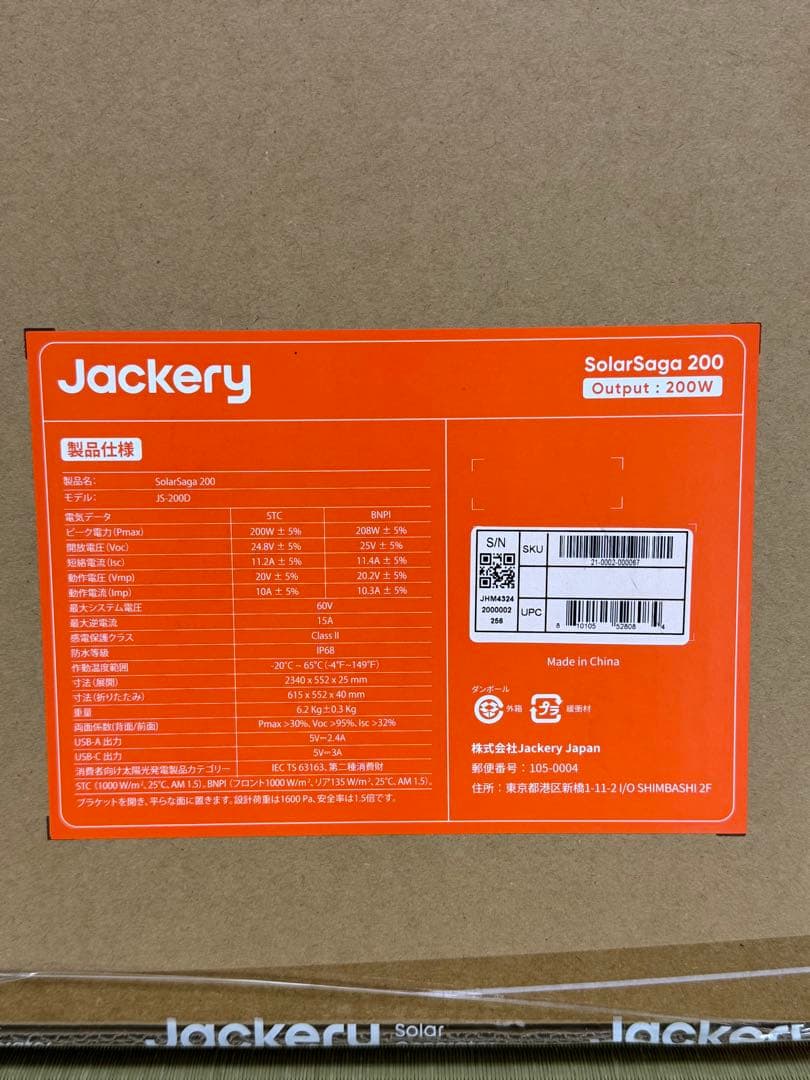 Jackery
SolarSaga 200
Output : 200W
製品仕様
製品名: SolarSaga 200
モデル: JS-200D
電気データ STC BNPI
ピーク電力 (Pmax) 200W ± 5% 208W ± 5%
開放電圧 (Voc) 24.8V ± 5% 25V ± 5%
短絡電流 (Isc) 11.2A ± 5% 11.4A ± 5%
動作電圧 (Vmp) 20V ± 5% 20.2V ± 5%
動作電流 (Imp) 10A ± 5% 10.3A ± 5%
最大システム電圧 60V
最大逆電流 15A
感電保護クラス Class II
防水等級 IP68
作動温度範囲 -20°C ~ 65°C (-4°F~149°F)
寸法 (展開) 2340 x 552 x 25 mm
寸法 (折りたたみ) 615 x 552 x 40 mm
重量 6.2 Kg±0.3 Kg
両面係数(背面/前面) Pmax >30%, Voc >95%, Isc >32%
USB-A 出力 5V⎓2.4A
USB-C 出力 5V⎓3A
消費者向け太陽光発電製品カテゴリー IEC TS 63163, 第二種消費財
STC (1000 W/m², 25°C, AM 1.5)、BNPI (フロント1000 W/m², リア135 W/m², 25°C, AM 1.5)。
ブラケットを開き、平らな面に置きます。設計荷重は1600 Pa、安全率は1.5倍です。
S/N
JHM4324
2000002
256
SKU
21-0002-000067
UPC
8 10105 52808 4
Made in China
ダンボール
外箱
プラ
緩衝材
株式会社Jackery Japan
郵便番号：105-0004
住所：東京都港区新橋1-11-2 I/O SHIMBASHI 2F
Jackery Solar
Jackery